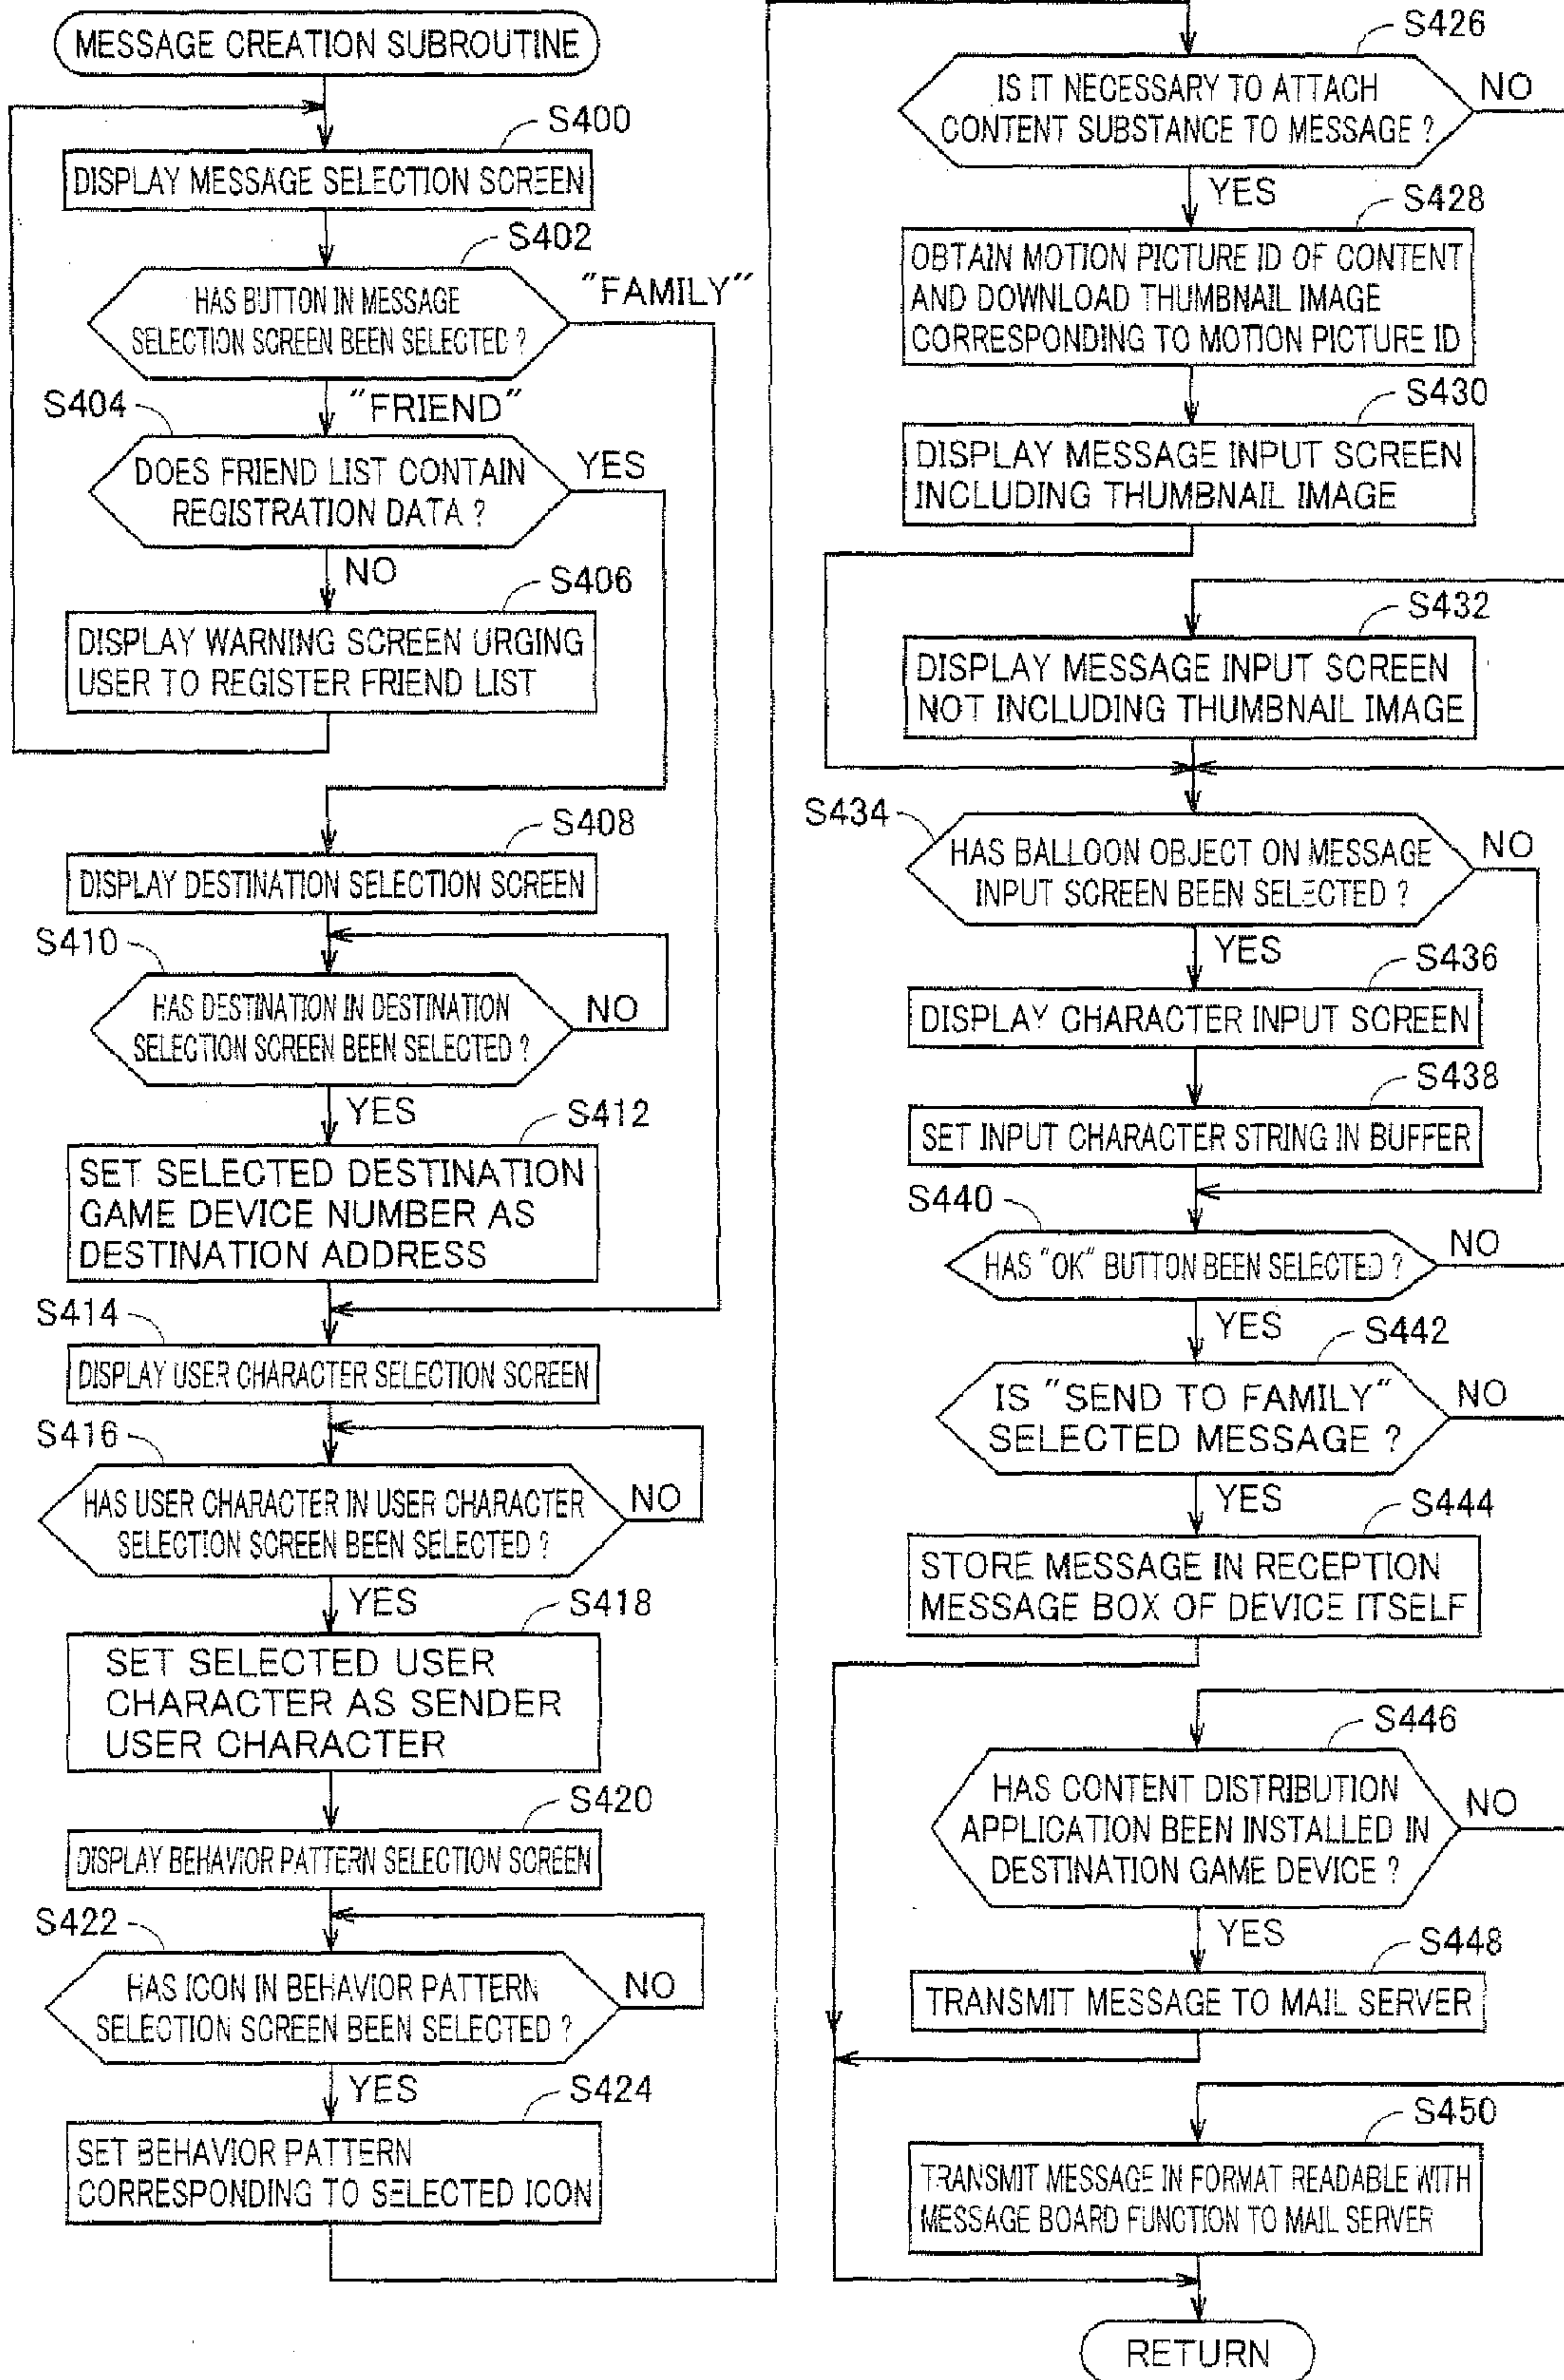 MESSAGE CREATION SUBROUTINE
S400
DISPLAY MESSAGE SELECTION SCREEN
S402
HAS BUTTON IN MESSAGE
SELECTION SCREEN BEEN SELECTED ?
"FAMILY"
"FRIEND"
S404
DOES FRIEND LIST CONTAIN
REGISTRATION DATA ?
YES
NO
S406
DISPLAY WARNING SCREEN URGING
USER TO REGISTER FRIEND LIST
S408
DISPLAY DESTINATION SELECTION SCREEN
S410
HAS DESTINATION IN DESTINATION
SELECTION SCREEN BEEN SELECTED ?
NO
YES
S412
SET SELECTED DESTINATION
GAME DEVICE NUMBER AS
DESTINATION ADDRESS
S414
DISPLAY USER CHARACTER SELECTION SCREEN
S416
HAS USER CHARACTER IN USER CHARACTER
SELECTION SCREEN BEEN SELECTED ?
NO
YES
S418
SET SELECTED USER
CHARACTER AS SENDER
USER CHARACTER
S420
DISPLAY BEHAVIOR PATTERN SELECTION SCREEN
S422
HAS ICON IN BEHAVIOR PATTERN
SELECTION SCREEN BEEN SELECTED ?
NO
YES
S424
SET BEHAVIOR PATTERN
CORRESPONDING TO SELECTED ICON
S426
IS IT NECESSARY TO ATTACH
CONTENT SUBSTANCE TO MESSAGE ?
NO
YES
S428
OBTAIN MOTION PICTURE ID OF CONTENT
AND DOWNLOAD THUMBNAIL IMAGE
CORRESPONDING TO MOTION PICTURE ID
S430
DISPLAY MESSAGE INPUT SCREEN
INCLUDING THUMBNAIL IMAGE
S432
DISPLAY MESSAGE INPUT SCREEN
NOT INCLUDING THUMBNAIL IMAGE
S434
HAS BALLOON OBJECT ON MESSAGE
INPUT SCREEN BEEN SELECTED ?
NO
YES
S436
DISPLAY CHARACTER INPUT SCREEN
S438
SET INPUT CHARACTER STRING IN BUFFER
S440
HAS "OK" BUTTON BEEN SELECTED ?
NO
YES
S442
IS "SEND TO FAMILY"
SELECTED MESSAGE ?
NO
YES
S444
STORE MESSAGE IN RECEPTION
MESSAGE BOX OF DEVICE ITSELF
S446
HAS CONTENT DISTRIBUTION
APPLICATION BEEN INSTALLED IN
DESTINATION GAME DEVICE ?
NO
YES
S448
TRANSMIT MESSAGE TO MAIL SERVER
S450
TRANSMIT MESSAGE IN FORMAT READABLE WITH
MESSAGE BOARD FUNCTION TO MAIL SERVER
RETURN